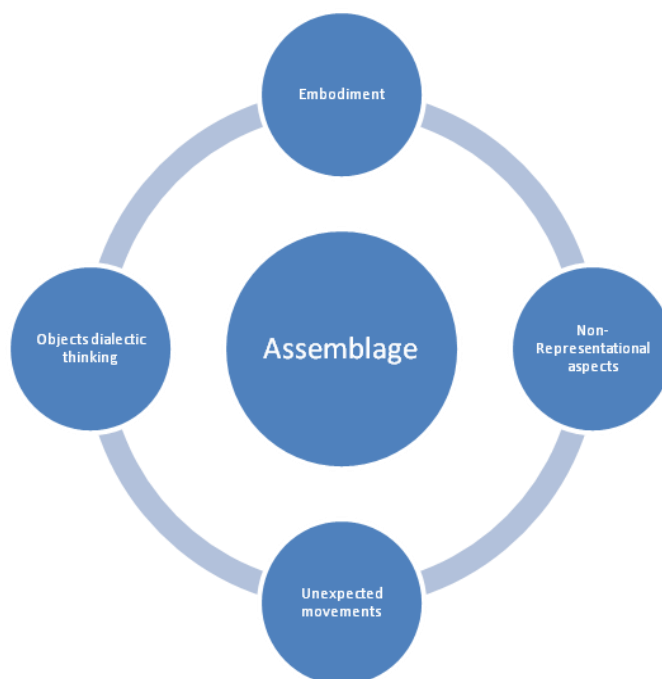 Embodiment
Objects dialectic
thinking
Assemblage
Non-
Representational
aspects
Unexpected
movements